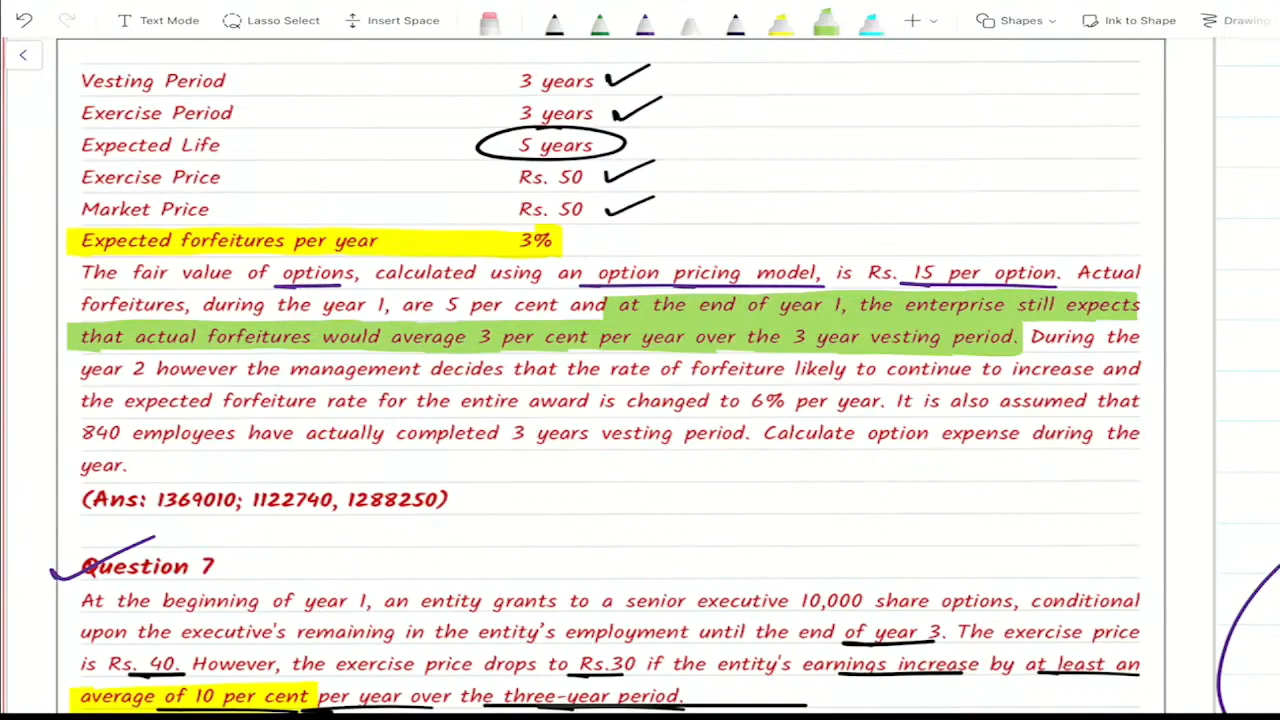 Text Mode Lasso Select Insert Space Shapes Ink to Shape Drawing
Vesting Period 3 years
Exercise Period 3 years
Expected Life 5 years
Exercise Price Rs. 50
Market Price Rs. 50
Expected forfeitures per year 3%
The fair value of options, calculated using an option pricing model, is Rs. 15 per option. Actual
forfeitures, during the year 1, are 5 per cent and at the end of year 1, the enterprise still expects
that actual forfeitures would average 3 per cent per year over the 3 year vesting period. During the
year 2 however the management decides that the rate of forfeiture likely to continue to increase and
the expected forfeiture rate for the entire award is changed to 6% per year. It is also assumed that
840 employees have actually completed 3 years vesting period. Calculate option expense during the
year.
(Ans: 1369010; 1122740, 1288250)
Question 7
At the beginning of year 1, an entity grants to a senior executive 10,000 share options, conditional
upon the executive's remaining in the entity's employment until the end of year 3. The exercise price
is Rs. 40. However, the exercise price drops to Rs.30 if the entity's earnings increase by at least an
average of 10 per cent per year over the three-year period.